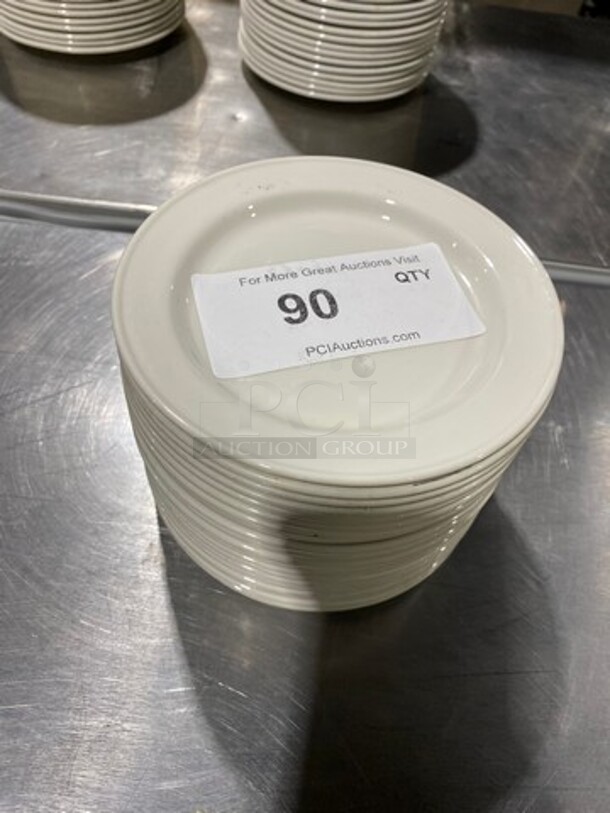 For More Great Auctions Visit
90 QTY
PCIAuctions.com
PCI
AUCTION GROUP